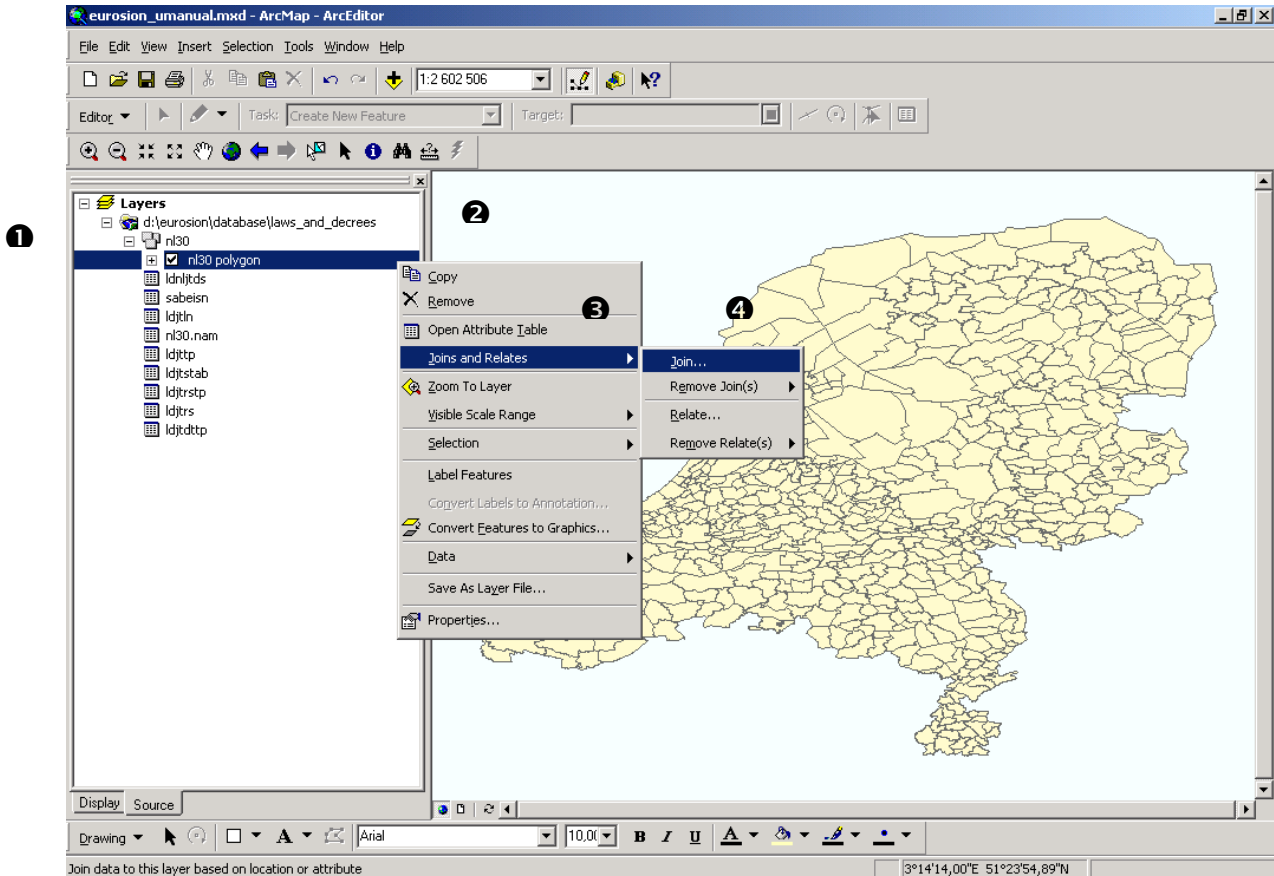 eurosion_umanual.mxd - ArcMap - ArcEditor
File Edit View Insert Selection Tools Window Help
1:2 602 506
Editor Task: Create New Feature Target:
❶
❷
❸
❹
Layers
d:\eurosion\database\laws_and_decrees
nl30
nl30 polygon
ldnljtds
sabeisn
ldjtln
nl30.nam
ldjttp
ldjtstab
ldjtrstp
ldjtrs
ldjtdttp
Copy
Remove
Open Attribute Table
Joins and Relates
Zoom To Layer
Visible Scale Range
Selection
Label Features
Convert Labels to Annotation...
Convert Features to Graphics...
Data
Save As Layer File...
Properties...
Join...
Remove Join(s)
Relate...
Remove Relate(s)
Display Source
Drawing A Arial 10,0 B I U A
Join data to this layer based on location or attribute 3°14'14,00"E 51°23'54,89"N